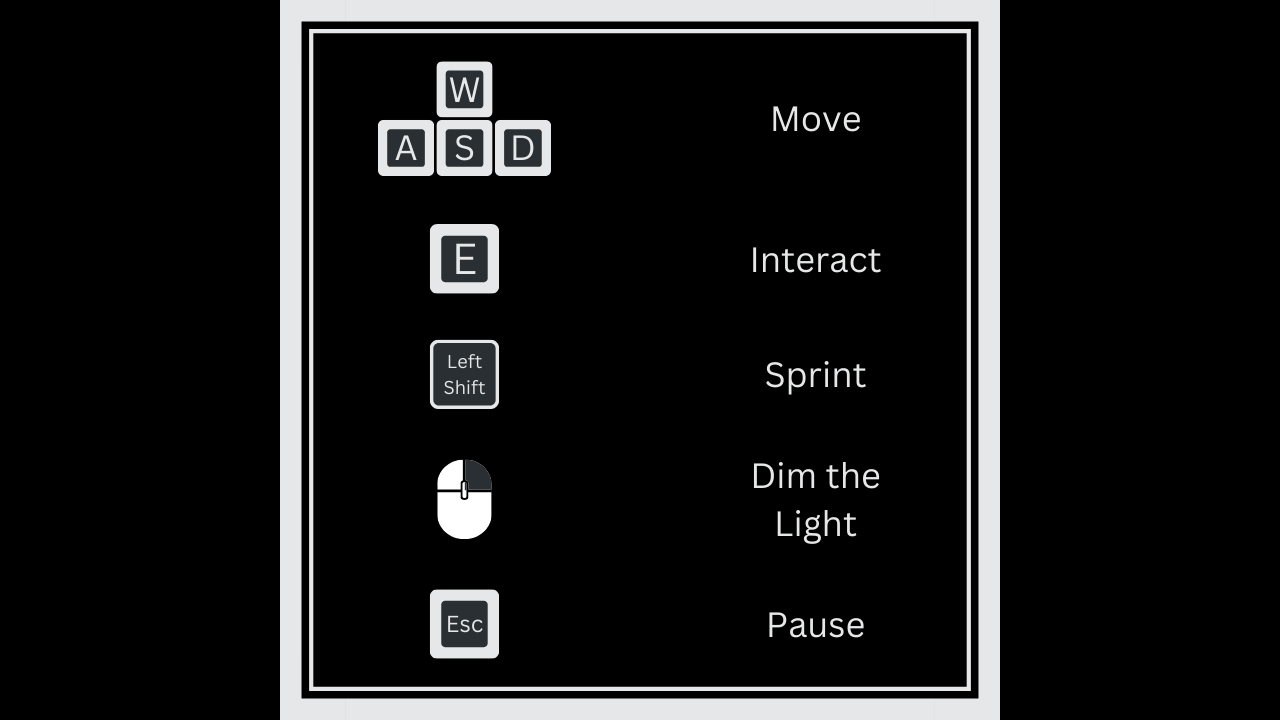 W
A S D
Move
E
Interact
Left
Shift
Sprint
Dim the
Light
Esc
Pause